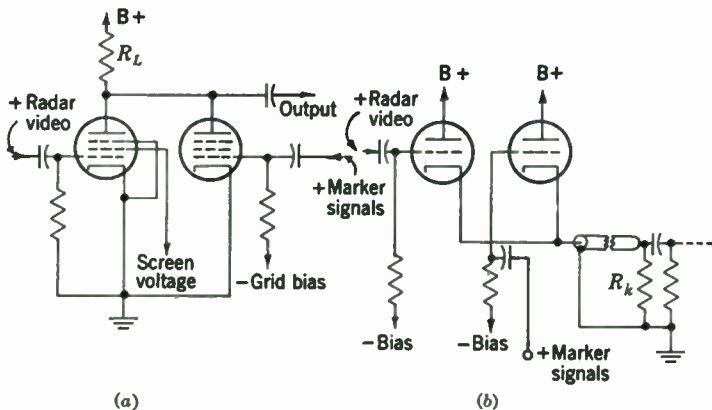 B+
R_L
Output
+Radar
video
+Marker
signals
Screen
voltage
-Grid bias
(a)
B+
B+
+Radar
video
R_k
-Bias
-Bias
+Marker
signals
(b)